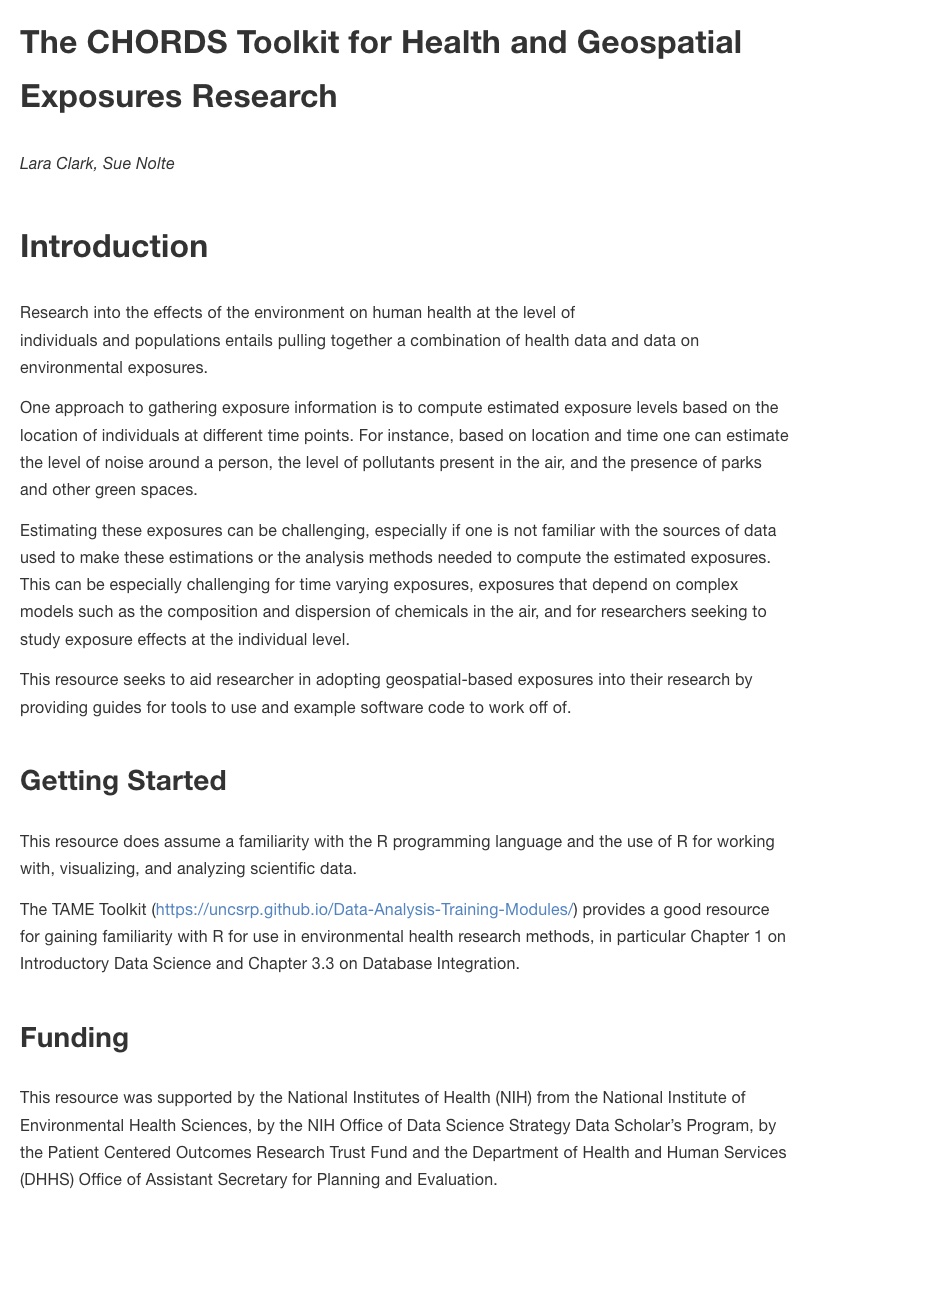 The CHORDS Toolkit for Health and Geospatial
Exposures Research
Lara Clark, Sue Nolte
Introduction
Research into the effects of the environment on human health at the level of
individuals and populations entails pulling together a combination of health data and data on
environmental exposures.
One approach to gathering exposure information is to compute estimated exposure levels based on the
location of individuals at different time points. For instance, based on location and time one can estimate
the level of noise around a person, the level of pollutants present in the air, and the presence of parks
and other green spaces.
Estimating these exposures can be challenging, especially if one is not familiar with the sources of data
used to make these estimations or the analysis methods needed to compute the estimated exposures.
This can be especially challenging for time varying exposures, exposures that depend on complex
models such as the composition and dispersion of chemicals in the air, and for researchers seeking to
study exposure effects at the individual level.
This resource seeks to aid researcher in adopting geospatial-based exposures into their research by
providing guides for tools to use and example software code to work off of.
Getting Started
This resource does assume a familiarity with the R programming language and the use of R for working
with, visualizing, and analyzing scientific data.
The TAME Toolkit (https://uncsrp.github.io/Data-Analysis-Training-Modules/) provides a good resource
for gaining familiarity with R for use in environmental health research methods, in particular Chapter 1 on
Introductory Data Science and Chapter 3.3 on Database Integration.
Funding
This resource was supported by the National Institutes of Health (NIH) from the National Institute of
Environmental Health Sciences, by the NIH Office of Data Science Strategy Data Scholar’s Program, by
the Patient Centered Outcomes Research Trust Fund and the Department of Health and Human Services
(DHHS) Office of Assistant Secretary for Planning and Evaluation.